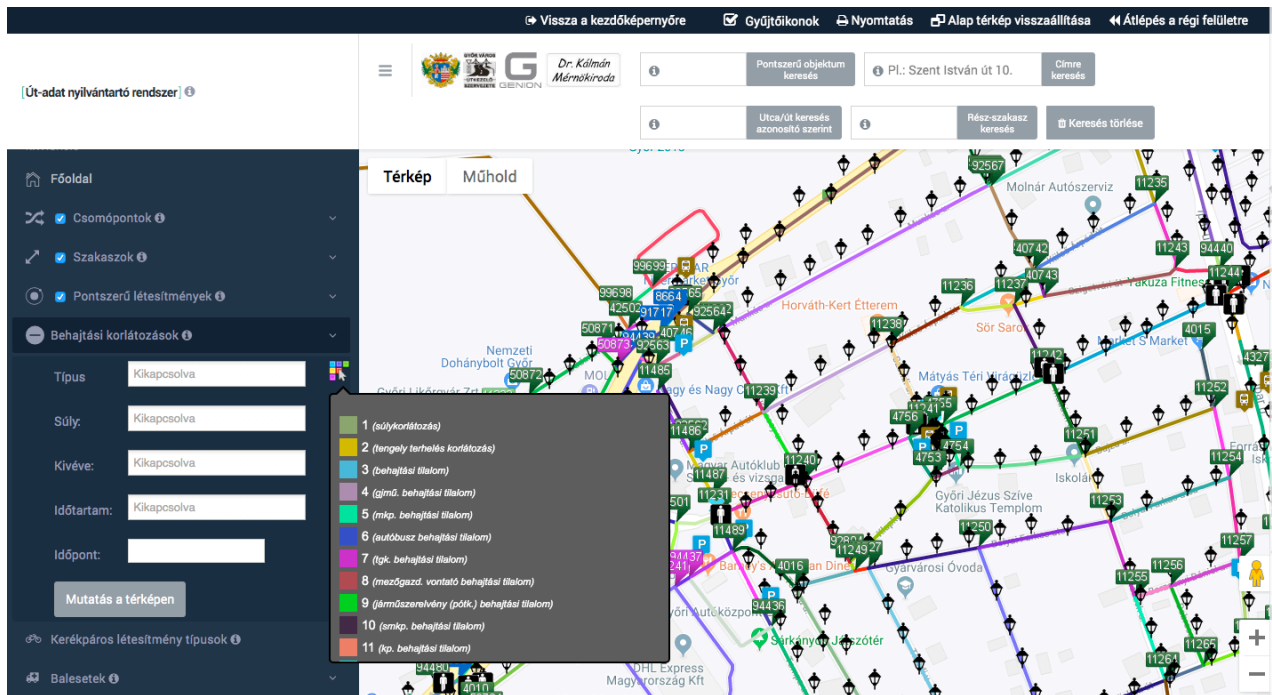 Vissza a kezdőképernyőre Gyűjtőikonok Nyomtatás Alap térkép visszaállítása Átlépés a régi felületre
[Út-adat nyilvántartó rendszer]
GYŐR VÁROS
ÚTKEZELŐ
SZERVEZETE
GENION
Dr. Kálmán
Mérnökiroda
Pontszerű objektum
keresés
Pl.: Szent István út 10.
Címre
keresés
Utca/út keresés
azonosító szerint
Rész-szakasz
keresés
Keresés törlése
Főoldal
Csomópontok
Szakaszok
Pontszerű létesítmények
Behajtási korlátozások
Típus
Kikapcsolva
Súly:
Kikapcsolva
Kivéve:
Kikapcsolva
Időtartam:
Kikapcsolva
Időpont:
Mutatás a térképen
Kerékpáros létesítmény típusok
Balesetek
1 (súlykorlátozás)
2 (tengely terhelés korlátozás)
3 (behajtási tilalom)
4 (gjmű. behajtási tilalom)
5 (mkp. behajtási tilalom)
6 (autóbusz behajtási tilalom)
7 (tgk. behajtási tilalom)
8 (mezőgazd. vontató behajtási tilalom)
9 (járműszerelvény (pótk.) behajtási tilalom)
10 (smkp. behajtási tilalom)
11 (kp. behajtási tilalom)
Térkép Műhold
92567
Molnár Autószerviz
11235
40742
11243
94440
99699
40743
11244
99698
8664
11236
11237
42502
91717
92564
Horváth-Kert Étterem
Sör
11238
50871
40746
4015
50873
92563
Nemzeti
Dohánybolt Győr
11242
4327
50872
11485
Mátyás Téri
11239
11252
4756
11241
11486
4754
11251
4753
11240
11254
11487
Iskola
11231
Győri Jézus Szíve
Katolikus Templom
11253
11489
11250
11257
94437
11249
4016
Gyárvárosi Óvoda
11256
11255
94436
Játszótér
11265
11264
DHL Express
Magyarország Kft
94480
4010